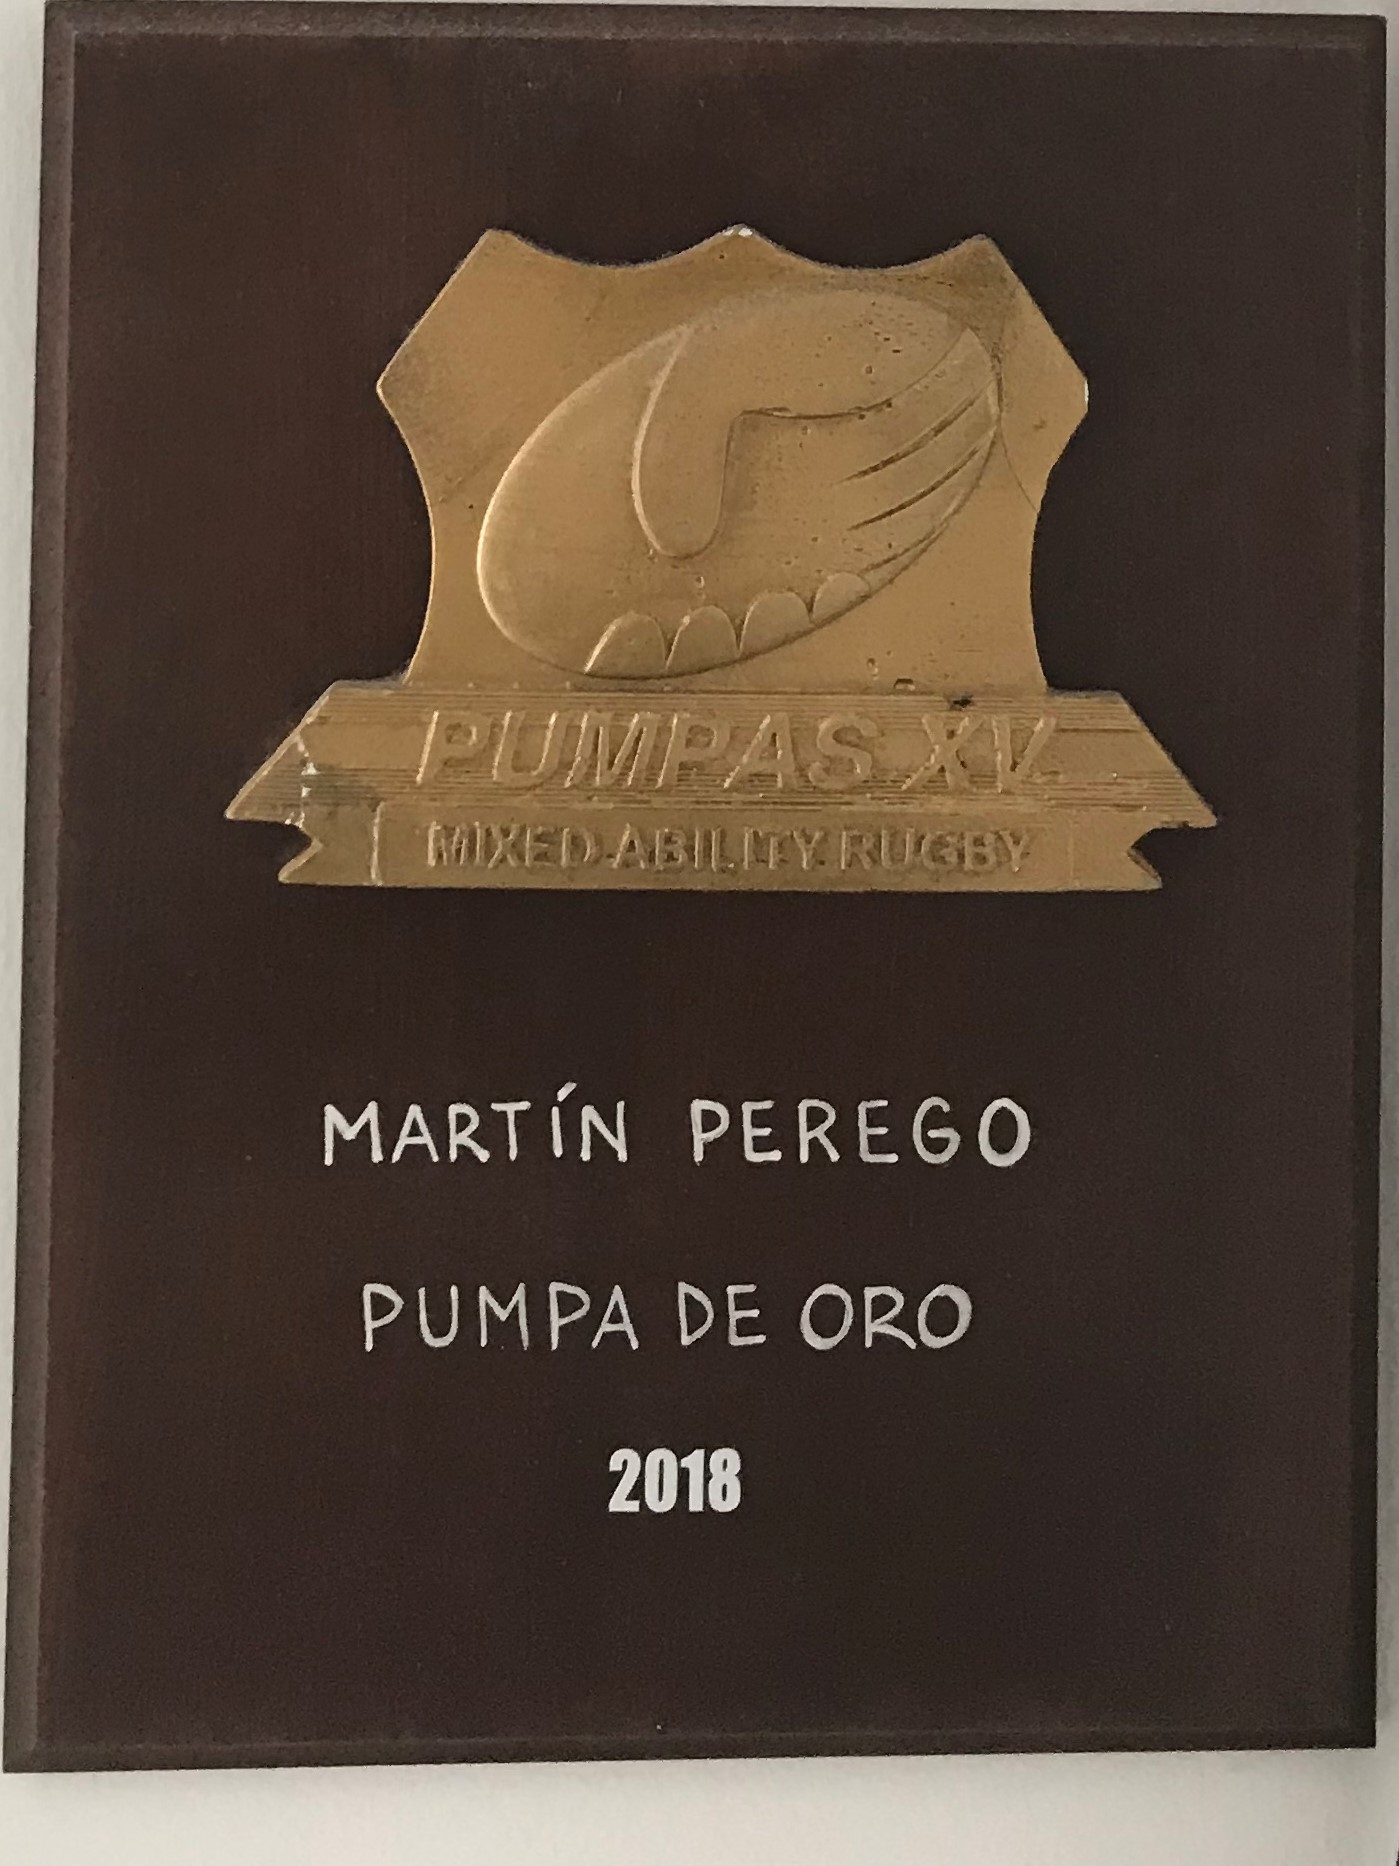 PUMPAS XV
MIXED ABILITY RUGBY
MARTÍN PEREGO
PUMPA DE ORO
2018